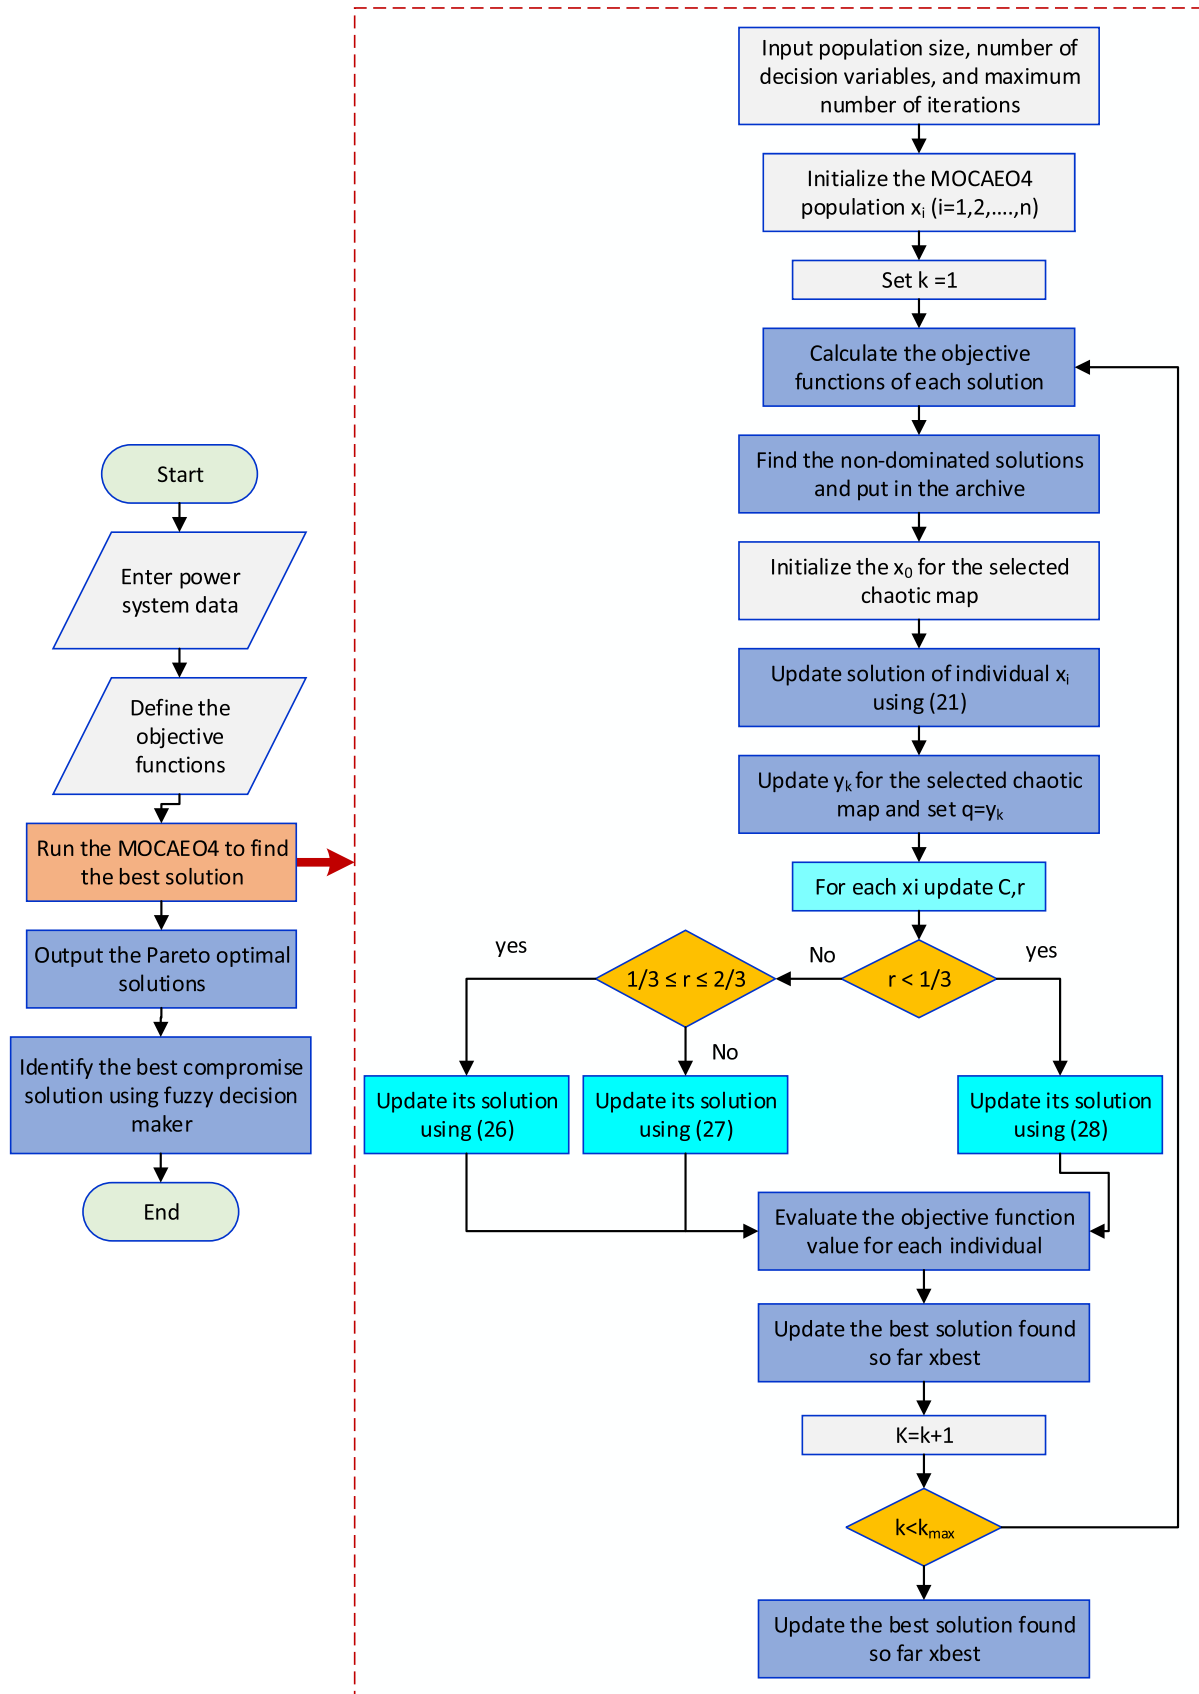 Start
Enter power
system data
Define the
objective
functions
Run the MOCAEO4 to find
the best solution
Output the Pareto optimal
solutions
Identify the best compromise
solution using fuzzy decision
maker
End
Input population size, number of
decision variables, and maximum
number of iterations
Initialize the MOCAEO4
population xᵢ (i=1,2,....,n)
Set k =1
Calculate the objective
functions of each solution
Find the non-dominated solutions
and put in the archive
Initialize the x₀ for the selected
chaotic map
Update solution of individual xᵢ
using (21)
Update yₖ for the selected chaotic
map and set q=yₖ
For each xi update C,r
yes
1/3 ≤ r ≤ 2/3
No
r < 1/3
yes
No
Update its solution
using (26)
Update its solution
using (27)
Update its solution
using (28)
Evaluate the objective function
value for each individual
Update the best solution found
so far xbest
K=k+1
k<kₘₐₓ
Update the best solution found
so far xbest